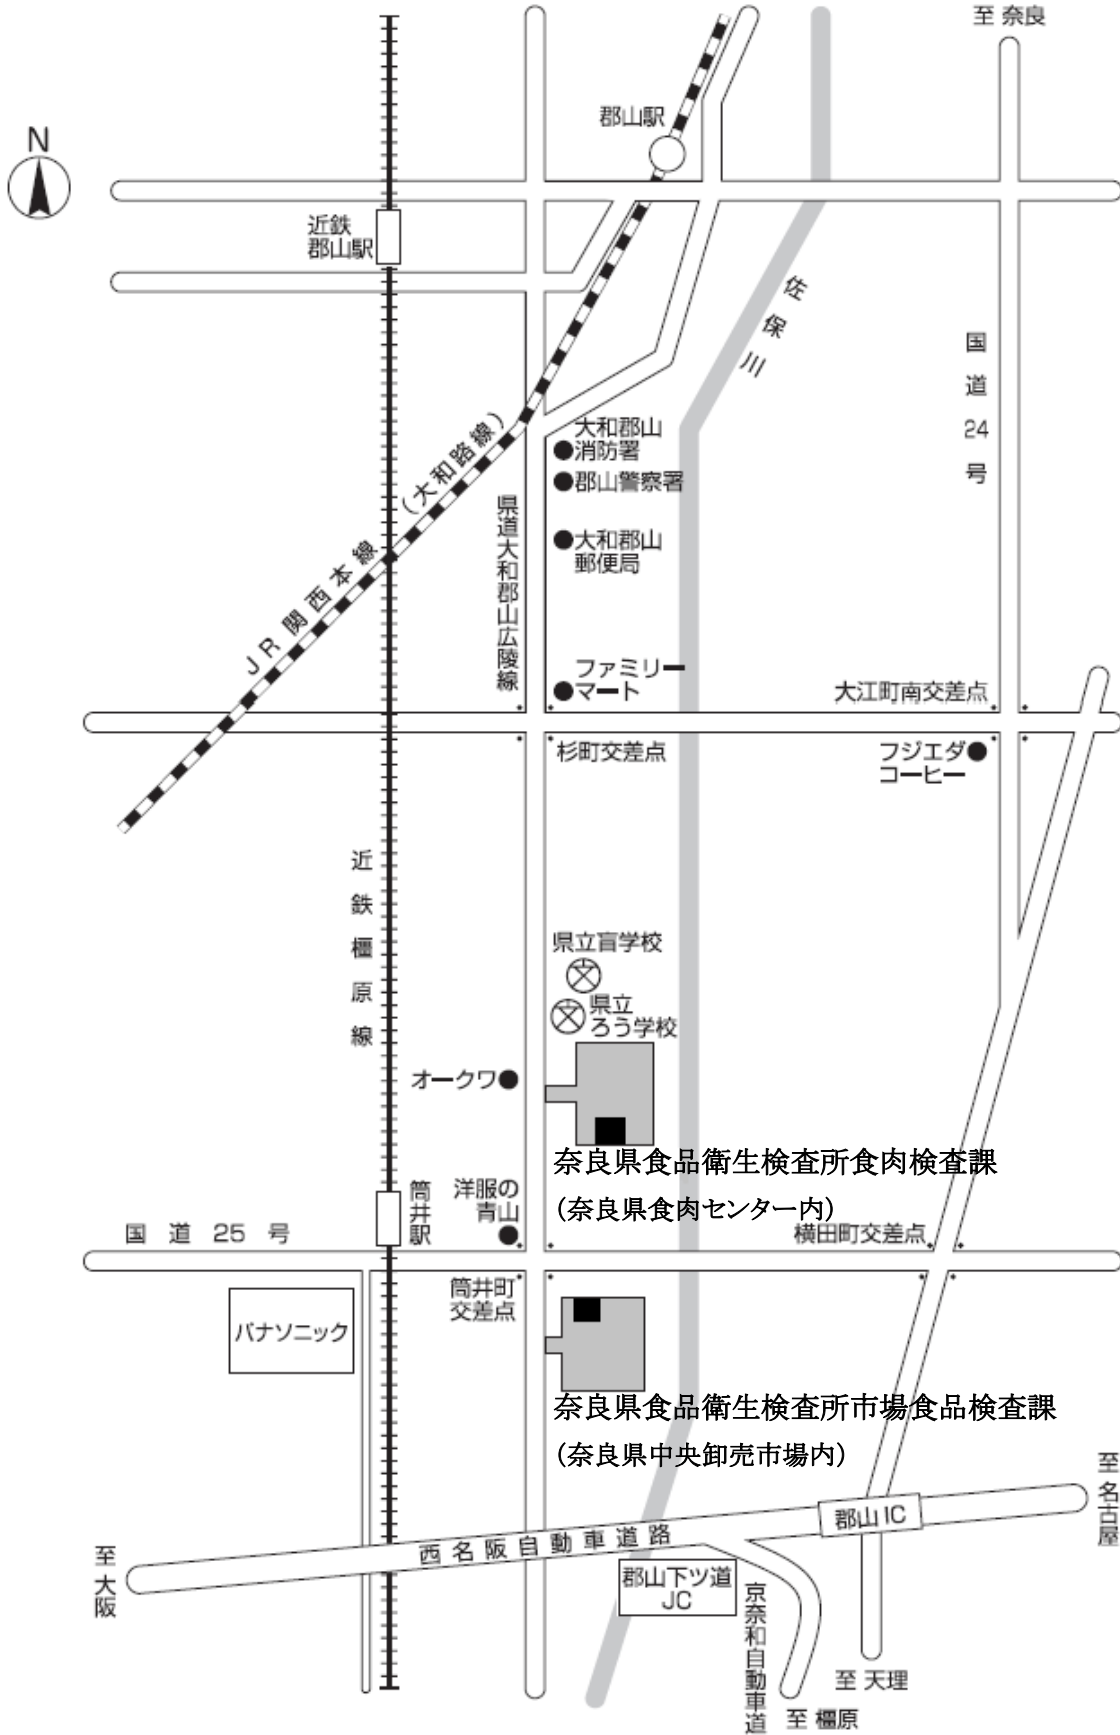 至 奈良
郡山駅
N
近鉄
郡山駅
佐保川
国道24号
大和郡山
消防署
(大和路線)
郡山警察署
県道大和郡山広陵線
大和郡山
郵便局
JR関西本線
ファミリー
マート
大江町南交差点
杉町交差点
フジエダ
コーヒー
近鉄橿原線
県立盲学校
県立
ろう学校
オークワ
奈良県食品衛生検査所食肉検査課
(奈良県食肉センター内)
筒井駅
洋服の
青山
国道25号
横田町交差点
筒井町
交差点
パナソニック
奈良県食品衛生検査所市場食品検査課
(奈良県中央卸売市場内)
至 名古屋
郡山IC
西名阪自動車道路
至 大阪
郡山下ツ道
JC
京奈和自動車道
至 天理
至 橿原